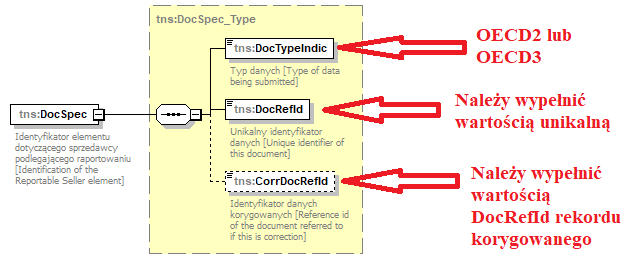 tns:DocSpec_Type
tns:DocTypeIndic
Typ danych [Type of data
being submitted]
OECD2 lub
OECD3
tns:DocSpec
Identyfikator elementu
dotyczącego sprzedawcy
podlegającego raportowaniu
[Identification of the
Reportable Seller element]
tns:DocRefId
Unikalny identyfikator
danych [Unique identifier of
this document]
Należy wypełnić
wartością unikalną
tns:CorrDocRefId
Identyfikator danych
korygowanych [Reference id
of the document referred to
if this is correction]
Należy wypełnić
wartością
DocRefId rekordu
korygowanego